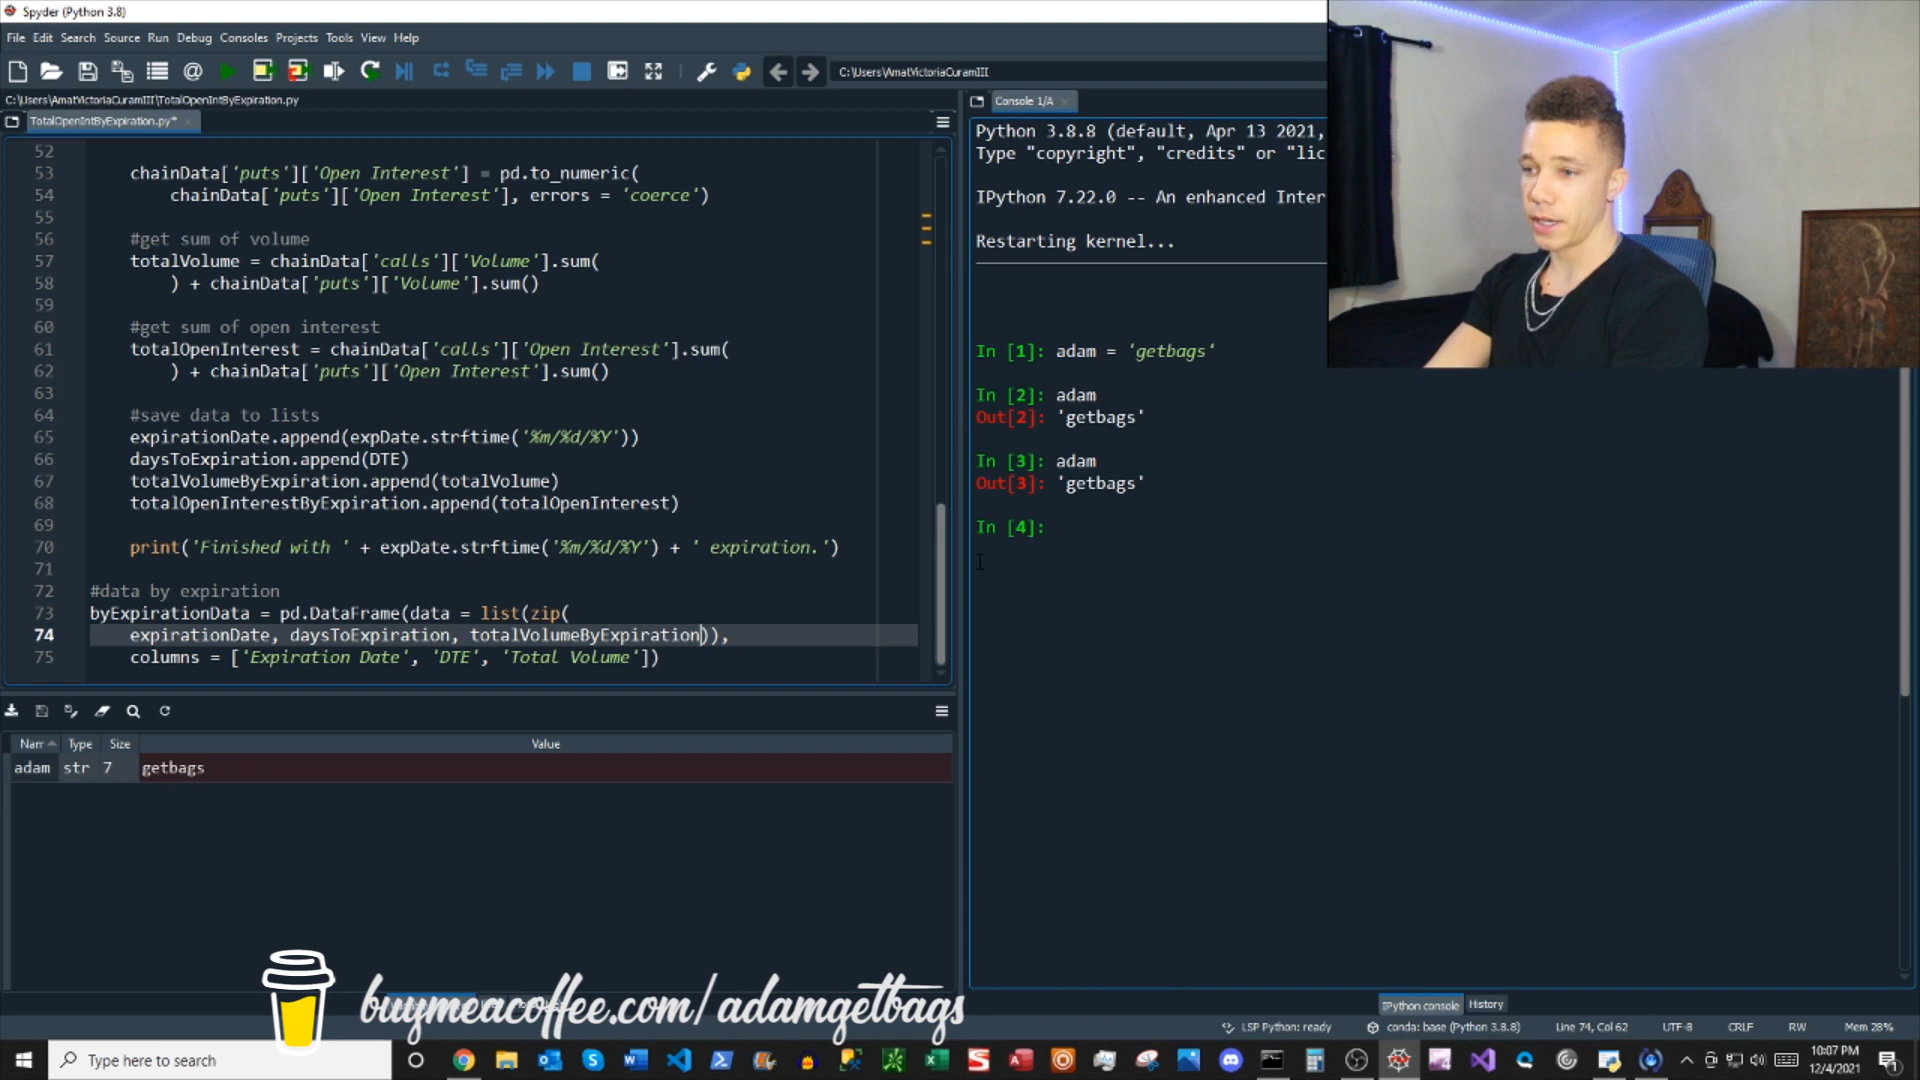 Spyder (Python 3.8)
File Edit Search Source Run Debug Consoles Projects Tools View Help
C:\Users\AmatVictoriaCuramIII
C:\Users\AmatVictoriaCuramIII\TotalOpenIntByExpiration.py
TotalOpenIntByExpiration.py*
52
53 chainData['puts']['Open Interest'] = pd.to_numeric(
54 chainData['puts']['Open Interest'], errors = 'coerce')
55
56 #get sum of volume
57 totalVolume = chainData['calls']['Volume'].sum(
58 ) + chainData['puts']['Volume'].sum()
59
60 #get sum of open interest
61 totalOpenInterest = chainData['calls']['Open Interest'].sum(
62 ) + chainData['puts']['Open Interest'].sum()
63
64 #save data to lists
65 expirationDate.append(expDate.strftime('%m/%d/%Y'))
66 daysToExpiration.append(DTE)
67 totalVolumeByExpiration.append(totalVolume)
68 totalOpenInterestByExpiration.append(totalOpenInterest)
69
70 print('Finished with ' + expDate.strftime('%m/%d/%Y') + ' expiration.')
71
72 #data by expiration
73 byExpirationData = pd.DataFrame(data = list(zip(
74 expirationDate, daysToExpiration, totalVolumeByExpiration)),
75 columns = ['Expiration Date', 'DTE', 'Total Volume'])
Nam Type Size Value
adam str 7 getbags
Console 1/A
Python 3.8.8 (default, Apr 13 2021,
Type "copyright", "credits" or "lic
IPython 7.22.0 -- An enhanced Inter
Restarting kernel...
In [1]: adam = 'getbags'
In [2]: adam
Out[2]: 'getbags'
In [3]: adam
Out[3]: 'getbags'
In [4]:
buymeacoffee.com/adamgetbags
IPython console History
LSP Python: ready conda: base (Python 3.8.8) Line 74, Col 62 UTF-8 CRLF RW Mem 28%
Type here to search
10:07 PM
12/4/2021